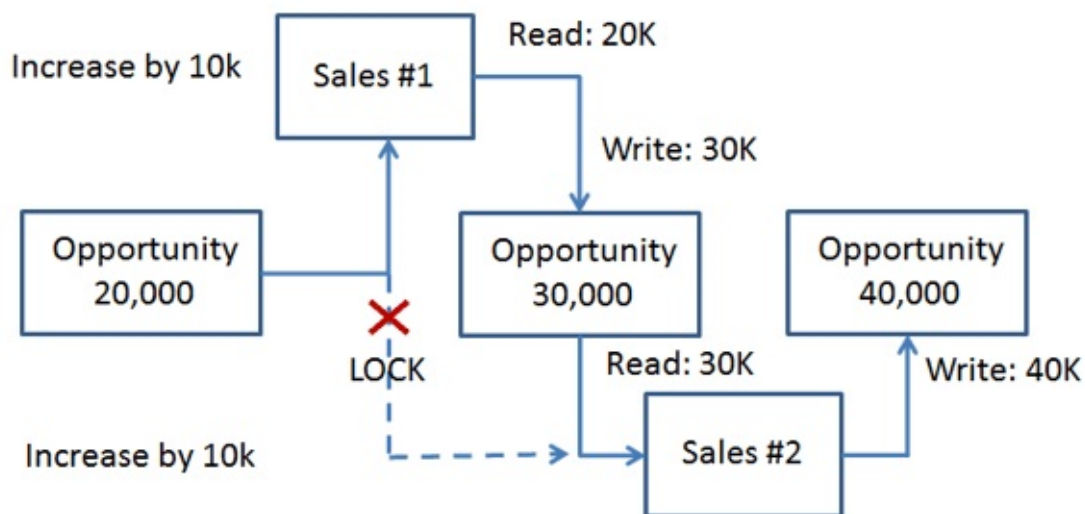 Read: 20K
Increase by 10k
Sales #1
Write: 30K
Opportunity
20,000
Opportunity
30,000
Opportunity
40,000
LOCK
Read: 30K
Write: 40K
Increase by 10k
Sales #2